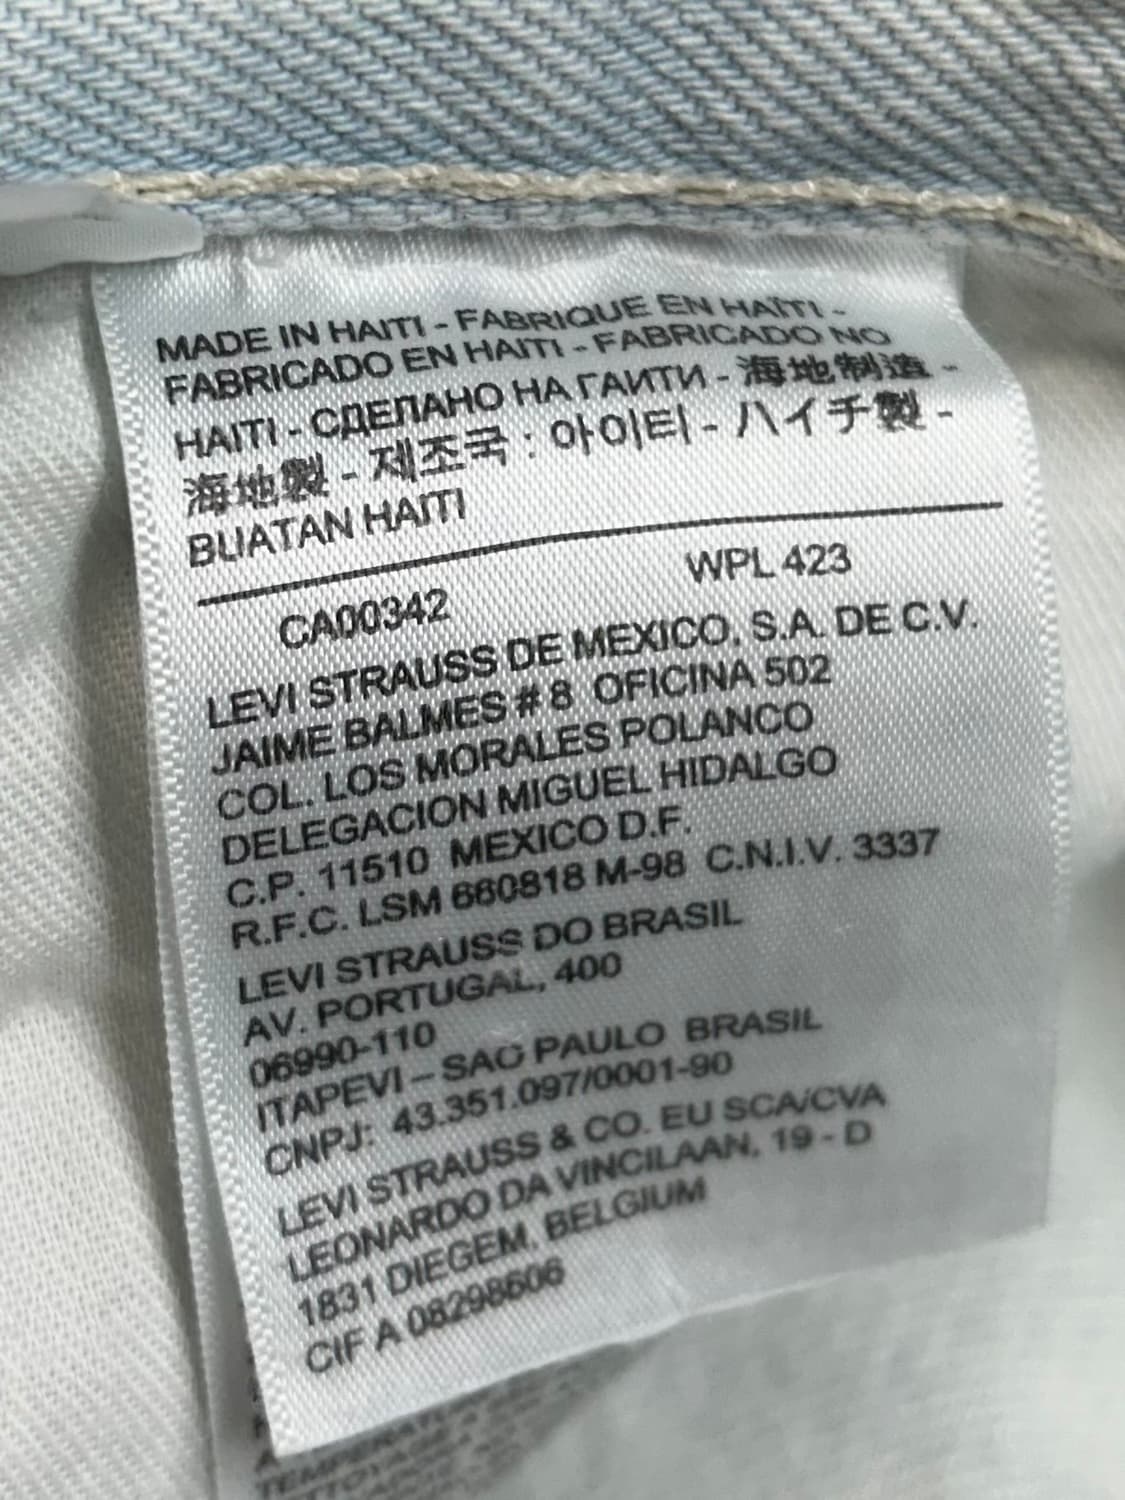 MADE IN HAITI - FABRIQUE EN HAÏTI -
FABRICADO EN HAITI - FABRICADO NO
HAITI - СДЕЛАНО НА ГАИТИ - 海地制造 -
海地製 - 제조국 : 아이티 - ハイチ製 -
BUATAN HAITI
CA00342 WPL 423
LEVI STRAUSS DE MEXICO, S.A. DE C.V.
JAIME BALMES # 8 OFICINA 502
COL. LOS MORALES POLANCO
DELEGACION MIGUEL HIDALGO
C.P. 11510 MEXICO D.F.
R.F.C. LSM 660818 M-98 C.N.I.V. 3337
LEVI STRAUSS DO BRASIL
AV. PORTUGAL, 400
06990-110
ITAPEVI – SAO PAULO BRASIL
CNPJ: 43.351.097/0001-90
LEVI STRAUSS & CO. EU SCA/CVA
LEONARDO DA VINCILAAN, 19 - D
1831 DIEGEM, BELGIUM
CIF A 08298606